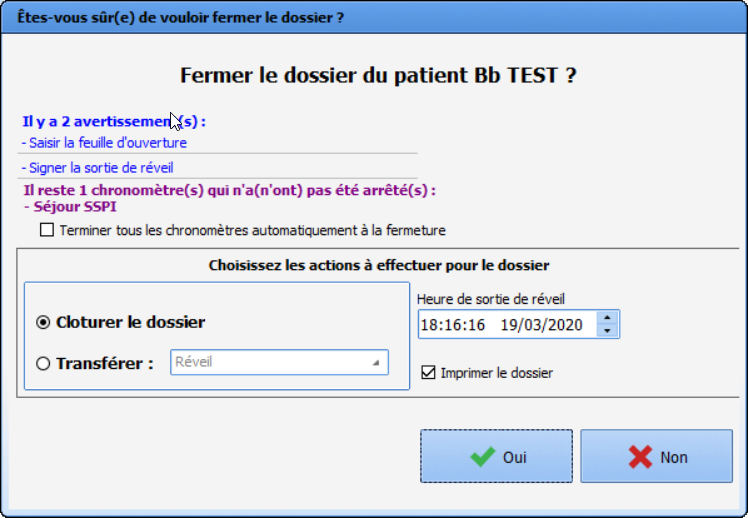 Êtes-vous sûr(e) de vouloir fermer le dossier ?
Fermer le dossier du patient Bb TEST ?
Il y a 2 avertissement(s) :
- Saisir la feuille d'ouverture
- Signer la sortie de réveil
Il reste 1 chronomètre(s) qui n'a(n'ont) pas été arrêté(s) :
- Séjour SSPI
Terminer tous les chronomètres automatiquement à la fermeture
Choisissez les actions à effectuer pour le dossier
Cloturer le dossier
Transférer :
Réveil
Heure de sortie de réveil
18:16:16 19/03/2020
Imprimer le dossier
Oui
Non